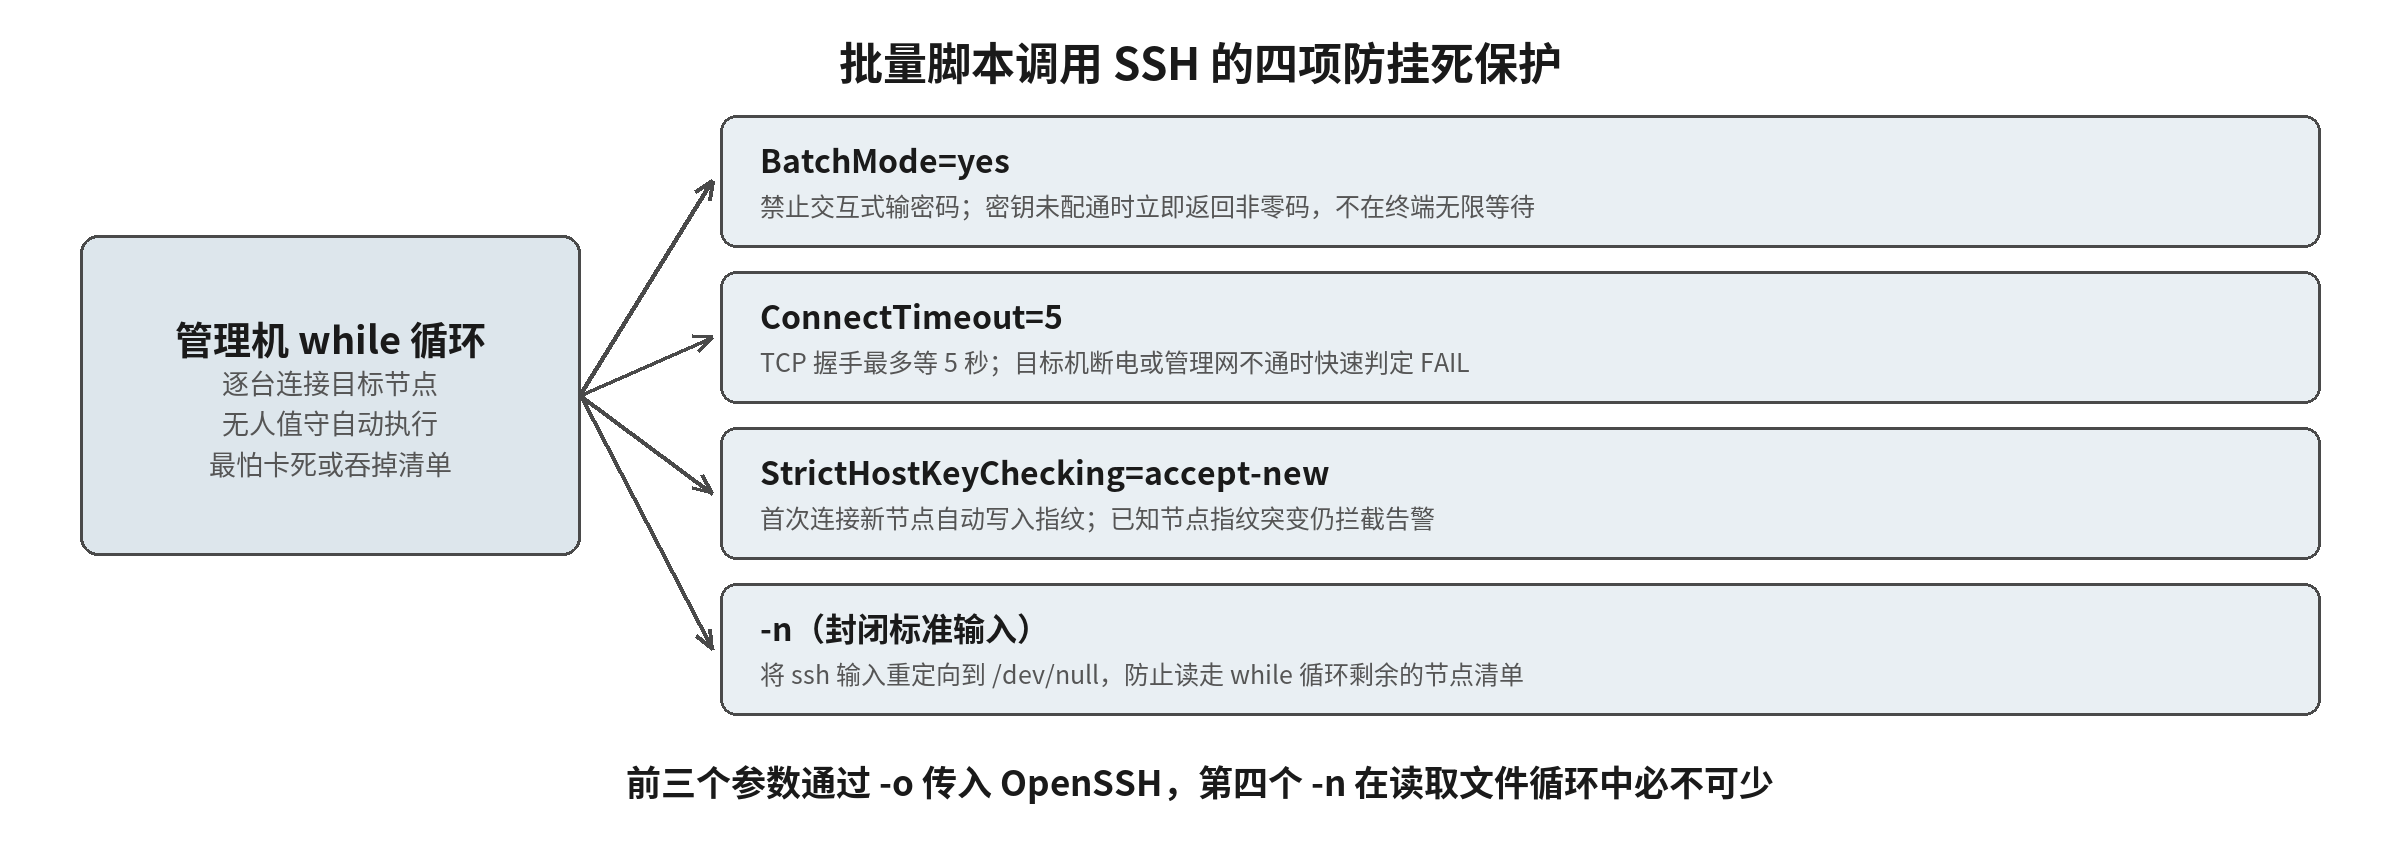 批量脚本调用 SSH 的四项防挂死保护
管理机 while 循环
逐台连接目标节点
无人值守自动执行
最怕卡死或吞掉清单
BatchMode=yes
禁止交互式输密码；密钥未配通时立即返回非零码，不在终端无限等待
ConnectTimeout=5
TCP 握手最多等 5 秒；目标机断电或管理网不通时快速判定 FAIL
StrictHostKeyChecking=accept-new
首次连接新节点自动写入指纹；已知节点指纹突变仍拦截告警
-n（封闭标准输入）
将 ssh 输入重定向到 /dev/null，防止读走 while 循环剩余的节点清单
前三个参数通过 -o 传入 OpenSSH，第四个 -n 在读取文件循环中必不可少